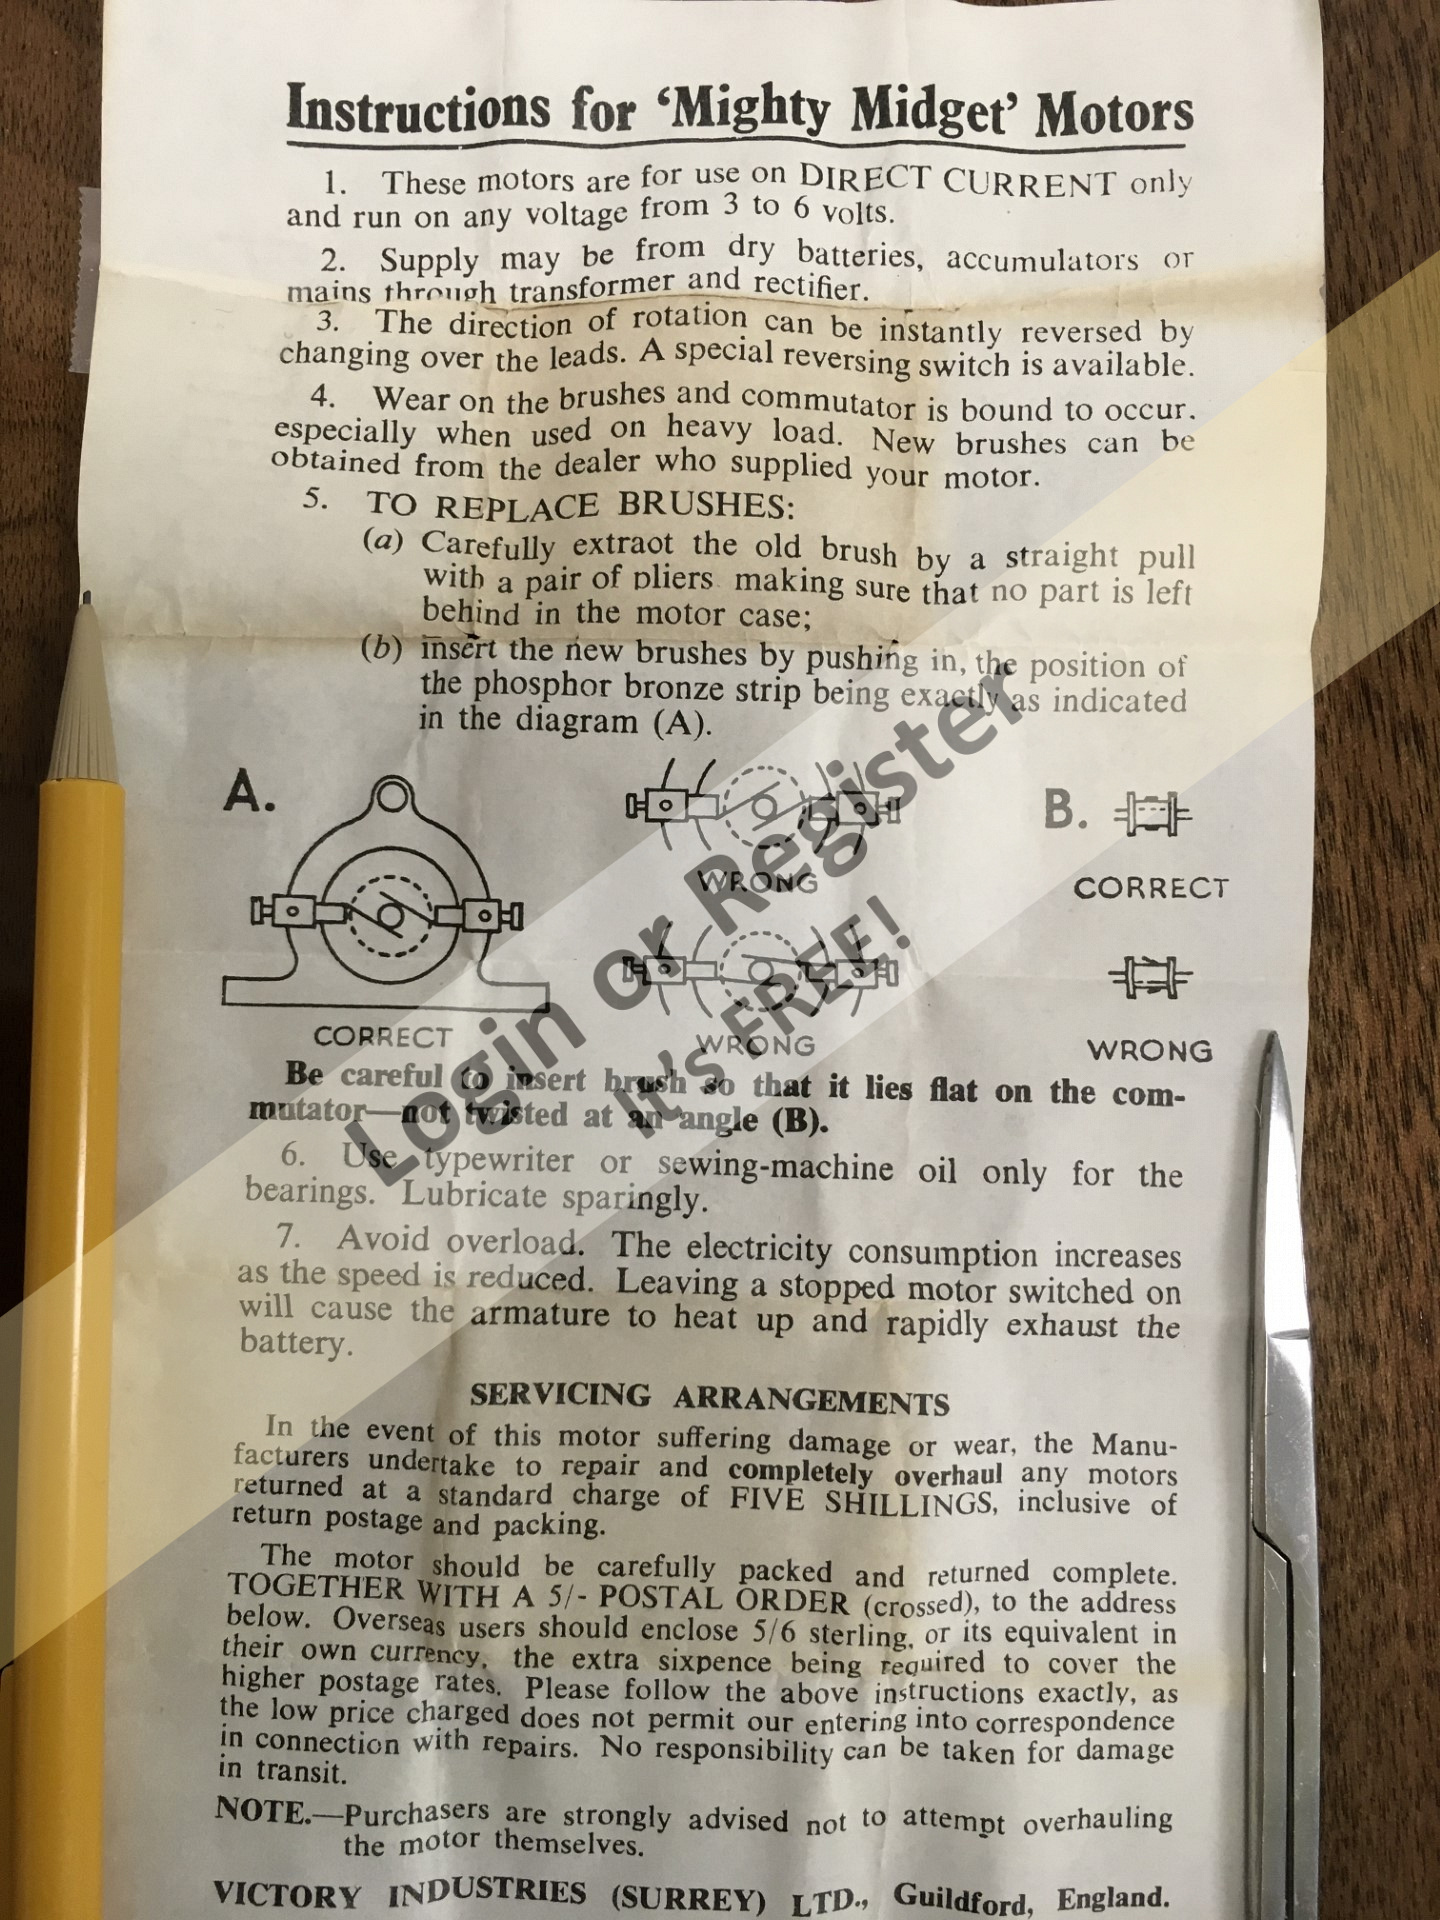 Instructions for ‘Mighty Midget’ Motors
1. These motors are for use on DIRECT CURRENT only
and run on any voltage from 3 to 6 volts.
2. Supply may be from dry batteries, accumulators or
mains through transformer and rectifier.
3. The direction of rotation can be instantly reversed by
changing over the leads. A special reversing switch is available.
4. Wear on the brushes and commutator is bound to occur.
especially when used on heavy load. New brushes can be
obtained from the dealer who supplied your motor.
5. TO REPLACE BRUSHES:
(a) Carefully extraot the old brush by a straight pull
with a pair of pliers making sure that no part is left
behind in the motor case;
(b) insert the new brushes by pushing in, the position of
the phosphor bronze strip being exactly as indicated
in the diagram (A).
A.
CORRECT
WRONG
WRONG
B.
CORRECT
WRONG
Login or Register
It's FREE!
Be careful to insert brush so that it lies flat on the com-
mutator—not twisted at an angle (B).
6. Use typewriter or sewing-machine oil only for the
bearings. Lubricate sparingly.
7. Avoid overload. The electricity consumption increases
as the speed is reduced. Leaving a stopped motor switched on
will cause the armature to heat up and rapidly exhaust the
battery.
SERVICING ARRANGEMENTS
In the event of this motor suffering damage or wear, the Manu-
facturers undertake to repair and completely overhaul any motors
returned at a standard charge of FIVE SHILLINGS, inclusive of
return postage and packing.
The motor should be carefully packed and returned complete.
TOGETHER WITH A 5/- POSTAL ORDER (crossed), to the address
below. Overseas users should enclose 5/6 sterling, or its equivalent in
their own currency, the extra sixpence being required to cover the
higher postage rates. Please follow the above instructions exactly, as
the low price charged does not permit our entering into correspondence
in connection with repairs. No responsibility can be taken for damage
in transit.
NOTE.—Purchasers are strongly advised not to attempt overhauling
the motor themselves.
VICTORY INDUSTRIES (SURREY) LTD., Guildford, England.